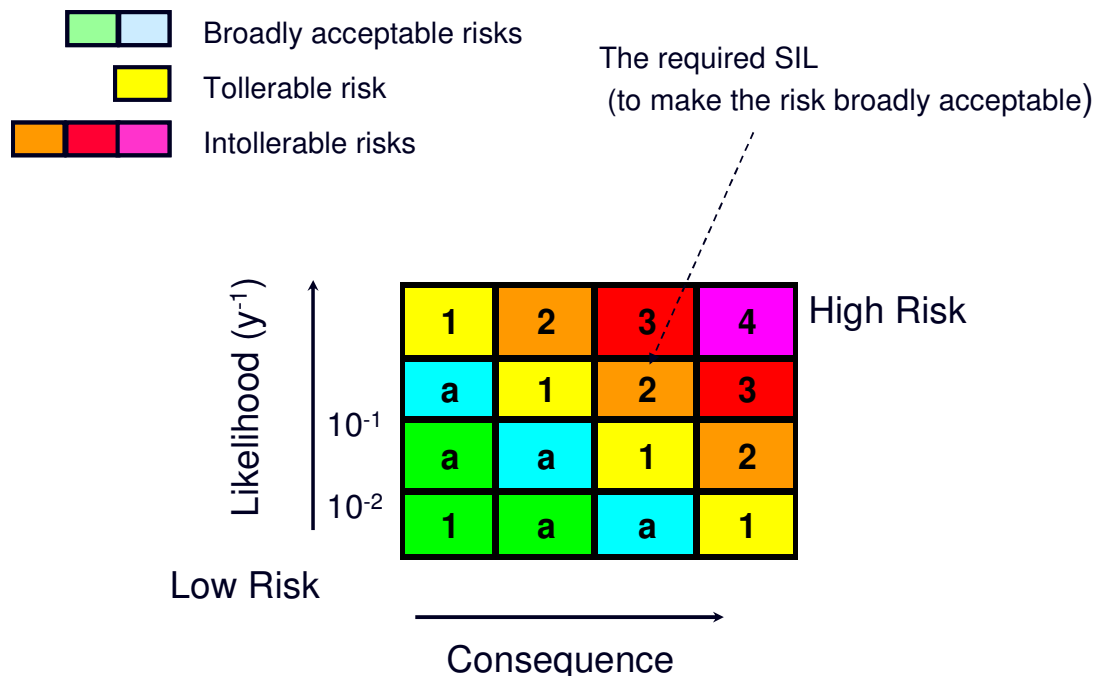 Broadly acceptable risks
Tollerable risk
Intollerable risks
The required SIL
(to make the risk broadly acceptable)
Likelihood (y⁻¹)
1 2 3 4
High Risk
a 1 2 3
10⁻¹
a a 1 2
10⁻²
1 a a 1
Low Risk
Consequence